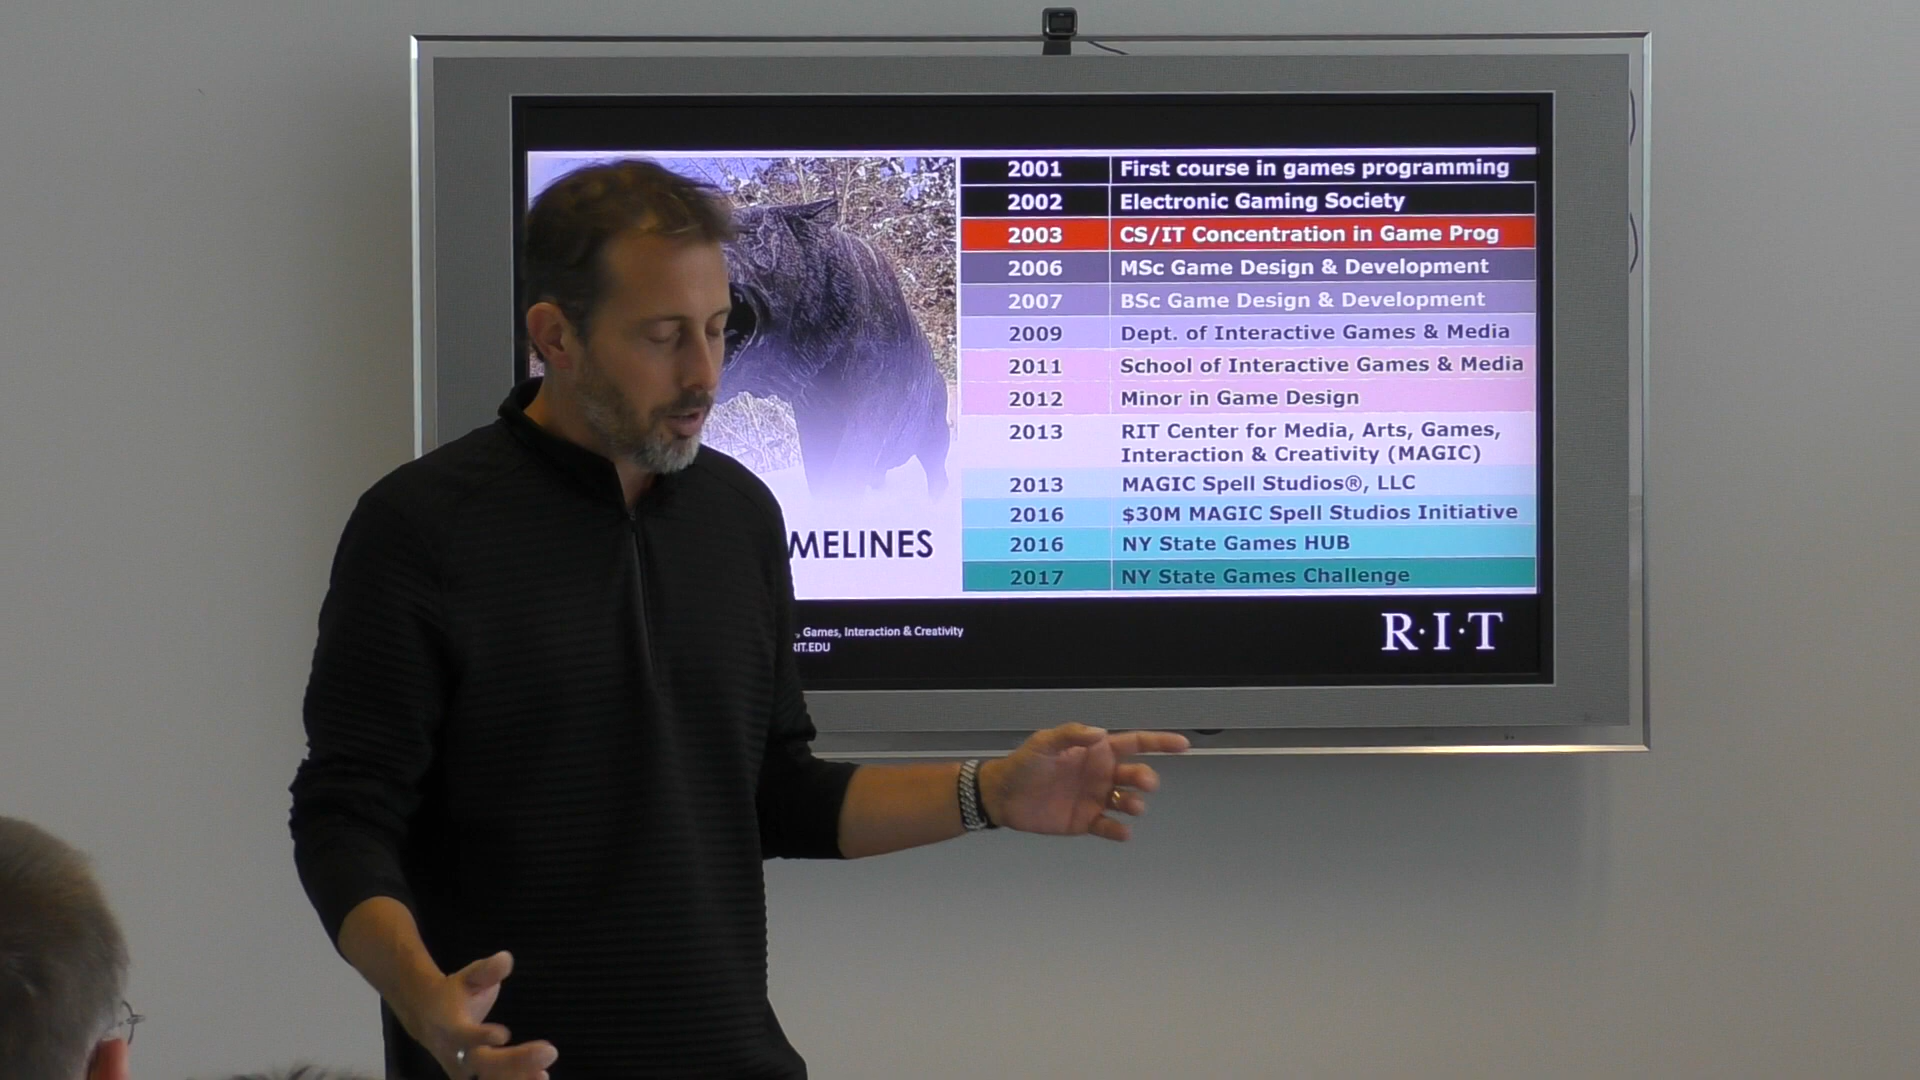 2001 First course in games programming
2002 Electronic Gaming Society
2003 CS/IT Concentration in Game Prog
2006 MSc Game Design & Development
2007 BSc Game Design & Development
2009 Dept. of Interactive Games & Media
2011 School of Interactive Games & Media
2012 Minor in Game Design
2013 RIT Center for Media, Arts, Games,
Interaction & Creativity (MAGIC)
2013 MAGIC Spell Studios®, LLC
2016 $30M MAGIC Spell Studios Initiative
2016 NY State Games HUB
2017 NY State Games Challenge
MELINES
, Games, Interaction & Creativity
RIT.EDU
R·I·T